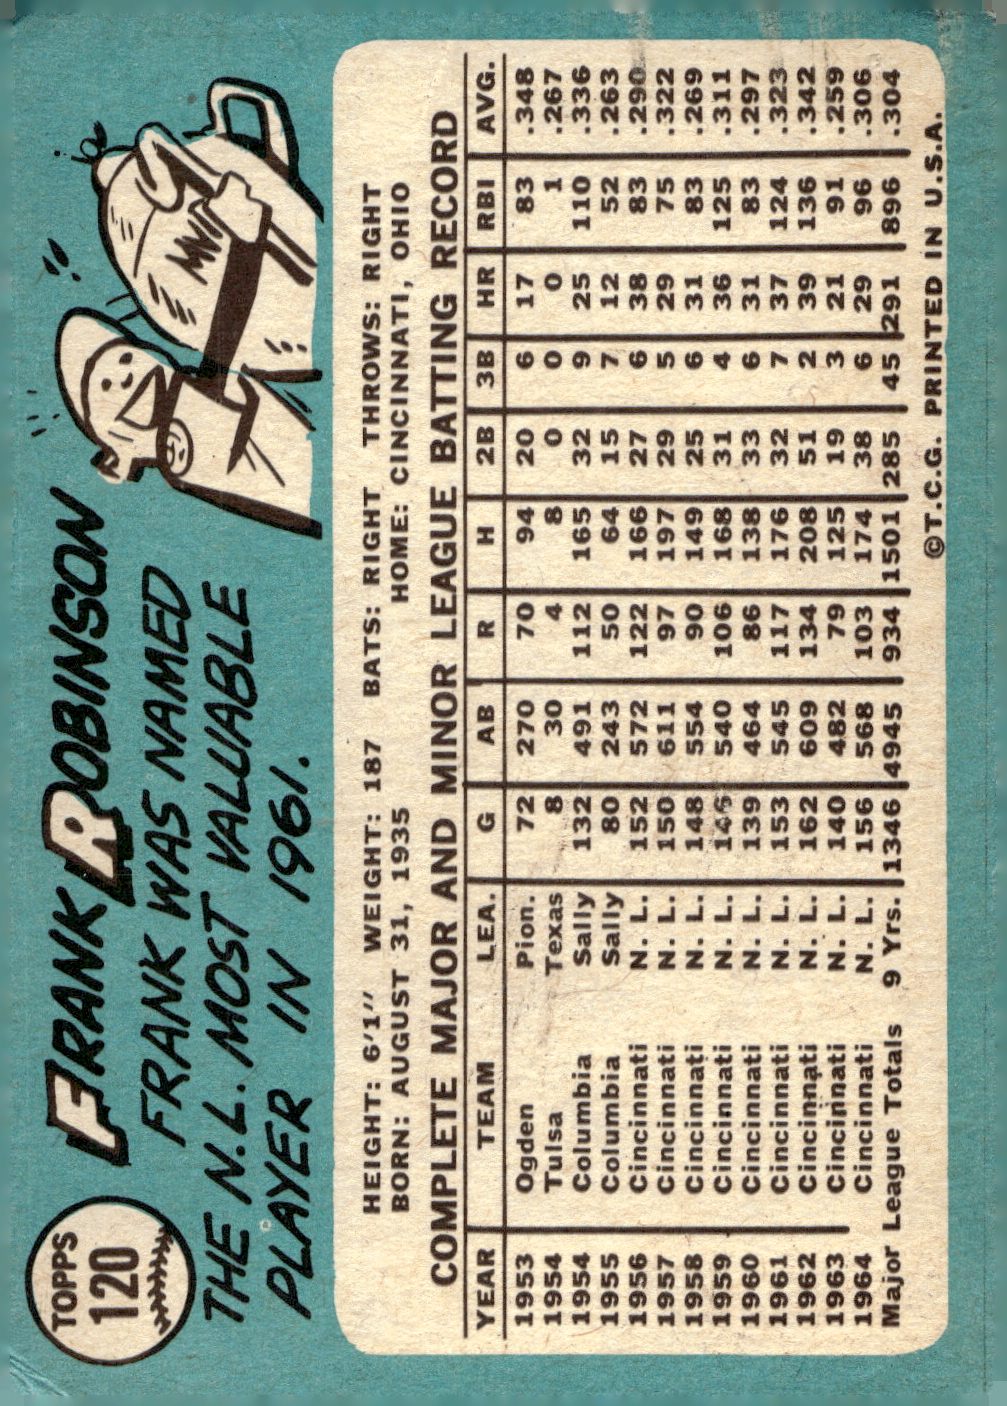 TOPPS
120
FRANK ROBINSON
FRANK WAS NAMED
THE N.L. MOST VALUABLE
PLAYER IN 1961.
MVP
HEIGHT: 6'1" WEIGHT: 187 BATS: RIGHT THROWS: RIGHT
BORN: AUGUST 31, 1935 HOME: CINCINNATI, OHIO
COMPLETE MAJOR AND MINOR LEAGUE BATTING RECORD
YEAR TEAM LEA. G AB R H 2B 3B HR RBI AVG.
1953 Ogden Pion. 72 270 70 94 20 6 17 83 .348
1954 Tulsa Texas 8 30 4 8 0 0 0 1 .267
1954 Columbia Sally 132 491 112 165 32 9 25 110 .336
1955 Columbia Sally 80 243 50 64 15 7 12 52 .263
1956 Cincinnati N. L. 152 572 122 166 27 6 38 83 .290
1957 Cincinnati N. L. 150 611 97 197 29 5 29 75 .322
1958 Cincinnati N. L. 148 554 90 149 25 6 31 83 .269
1959 Cincinnati N. L. 146 540 106 168 31 4 36 125 .311
1960 Cincinnati N. L. 139 464 86 138 33 6 31 83 .297
1961 Cincinnati N. L. 153 545 117 176 32 7 37 124 .323
1962 Cincinnati N. L. 162 609 134 208 51 2 39 136 .342
1963 Cincinnati N. L. 140 482 79 125 19 3 21 91 .259
1964 Cincinnati N. L. 156 568 103 174 38 6 29 96 .306
Major League Totals 9 Yrs. 1346 4945 934 1501 285 45 291 896 .304
©T.C.G. PRINTED IN U.S.A.